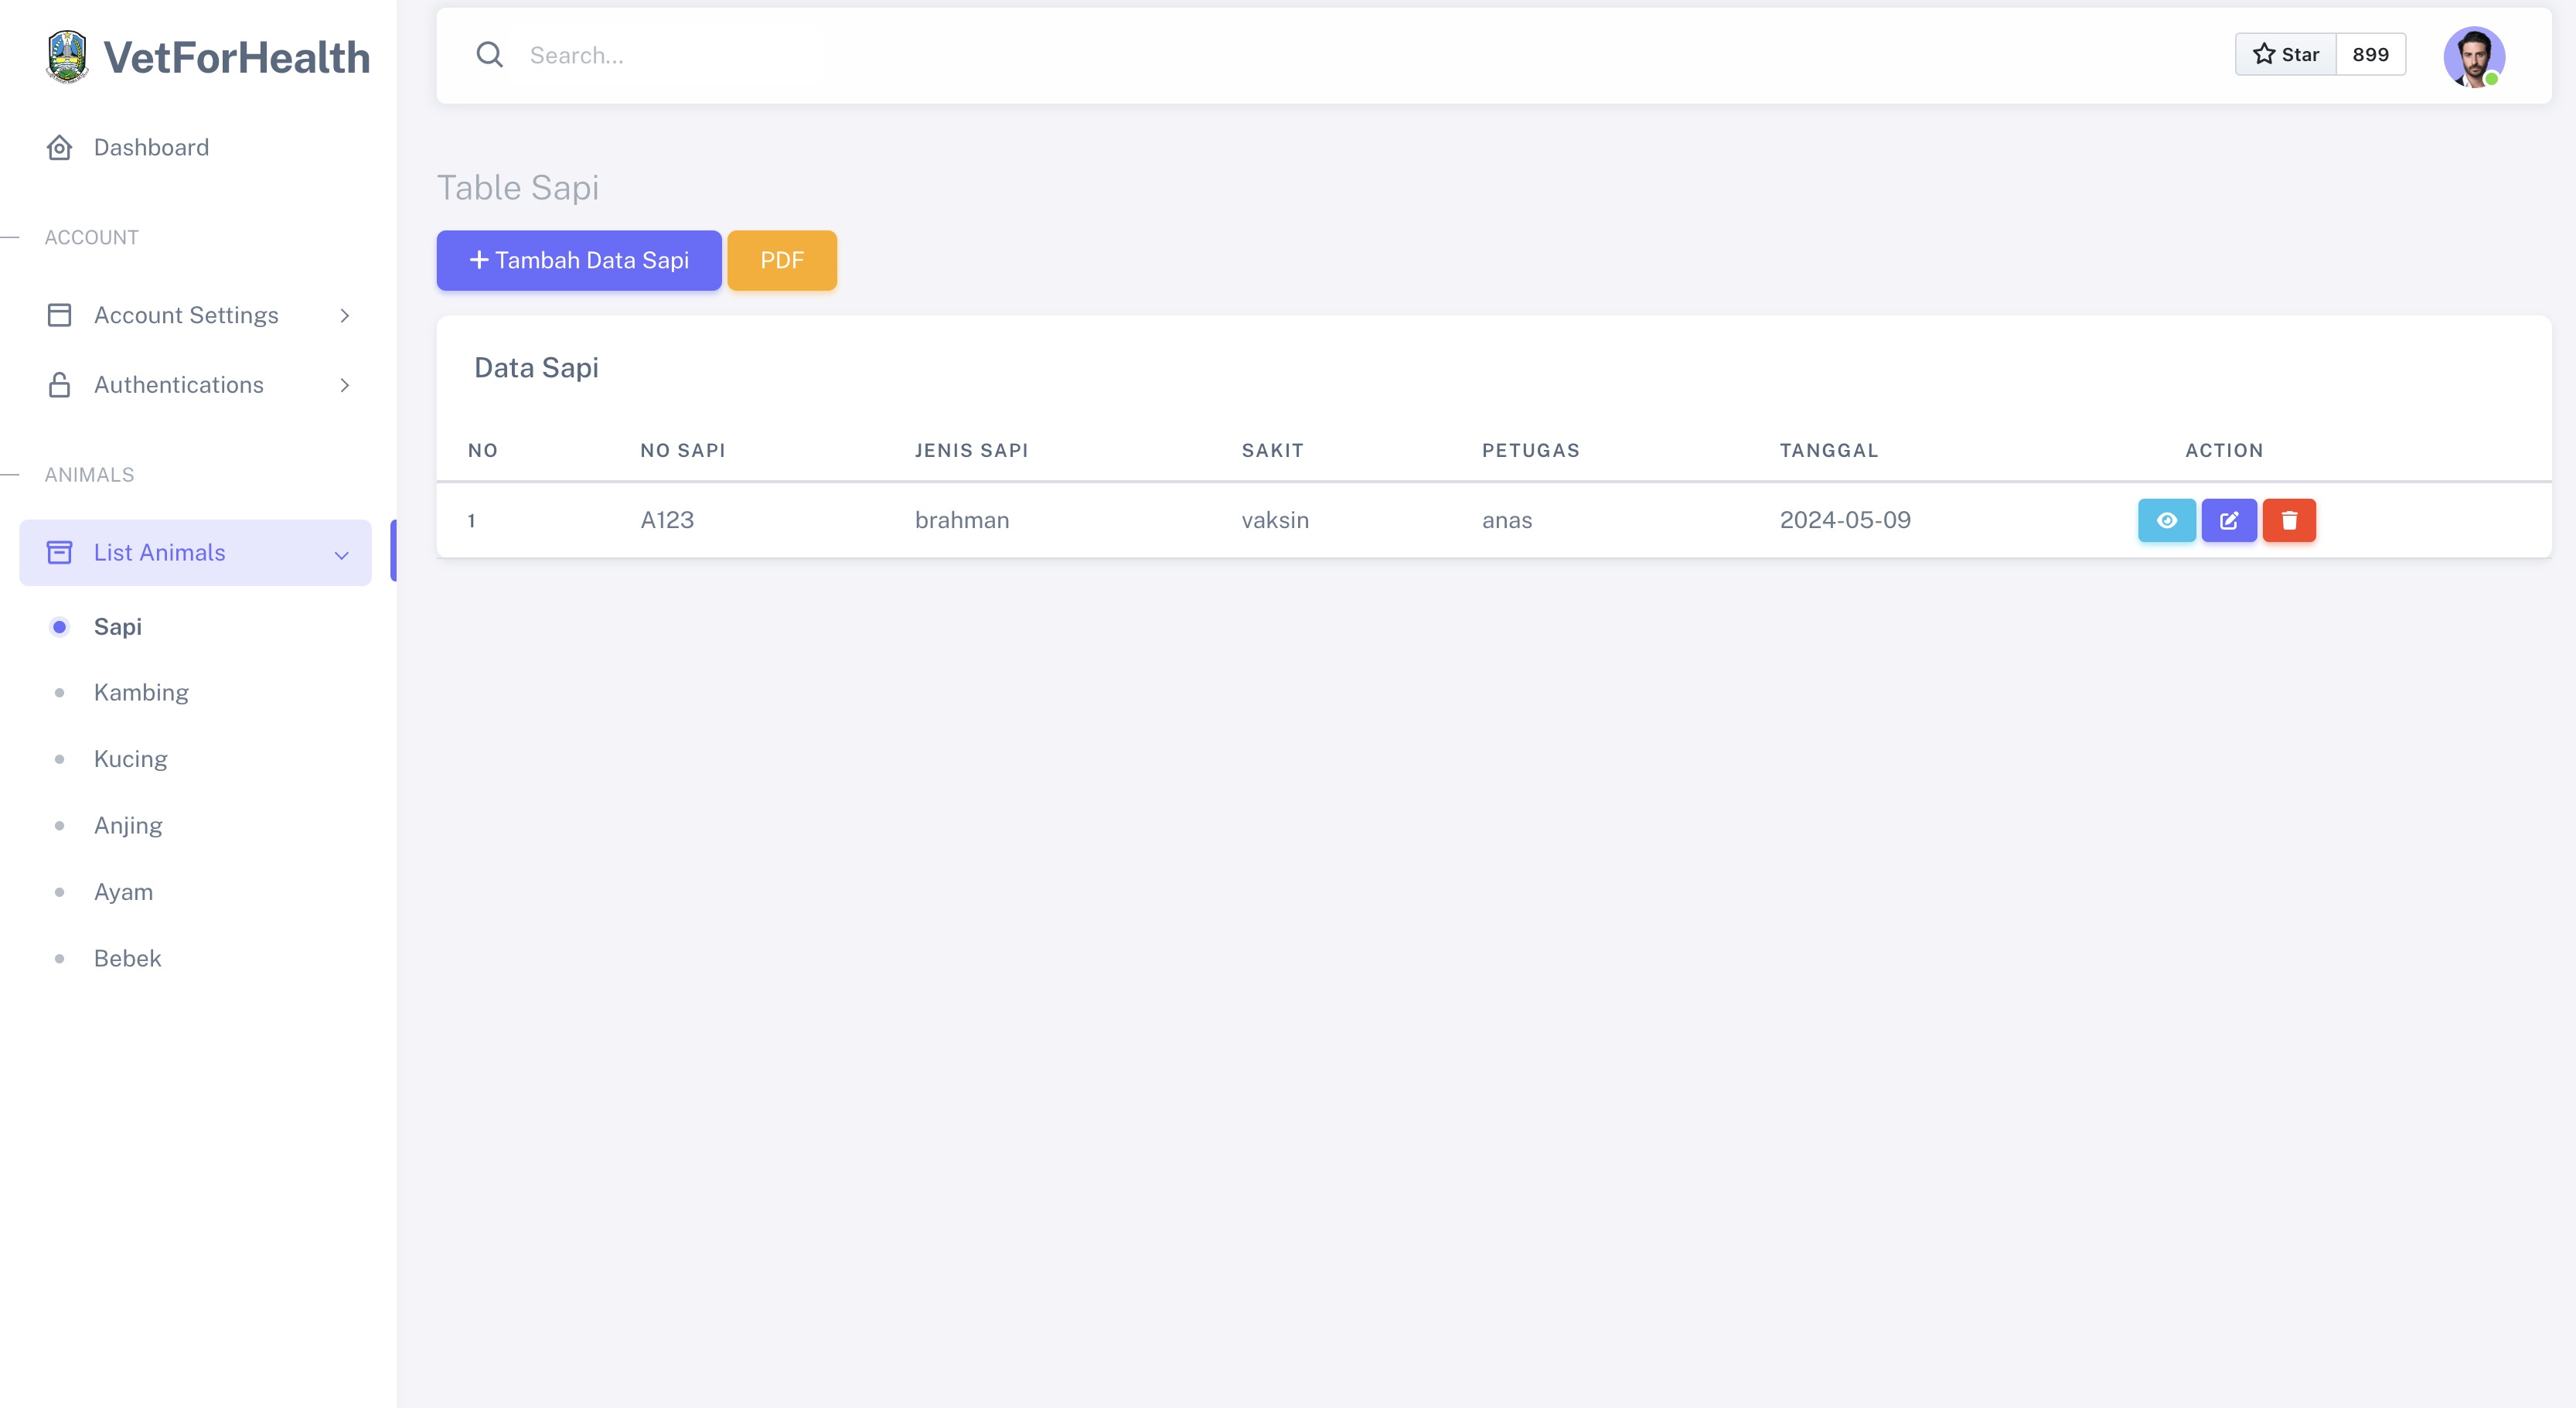 VetForHealth
Dashboard
ACCOUNT
Account Settings
Authentications
ANIMALS
List Animals
Sapi
Kambing
Kucing
Anjing
Ayam
Bebek
Search...
Star 899
Table Sapi
+ Tambah Data Sapi PDF
Data Sapi
NO NO SAPI JENIS SAPI SAKIT PETUGAS TANGGAL ACTION
1 A123 brahman vaksin anas 2024-05-09